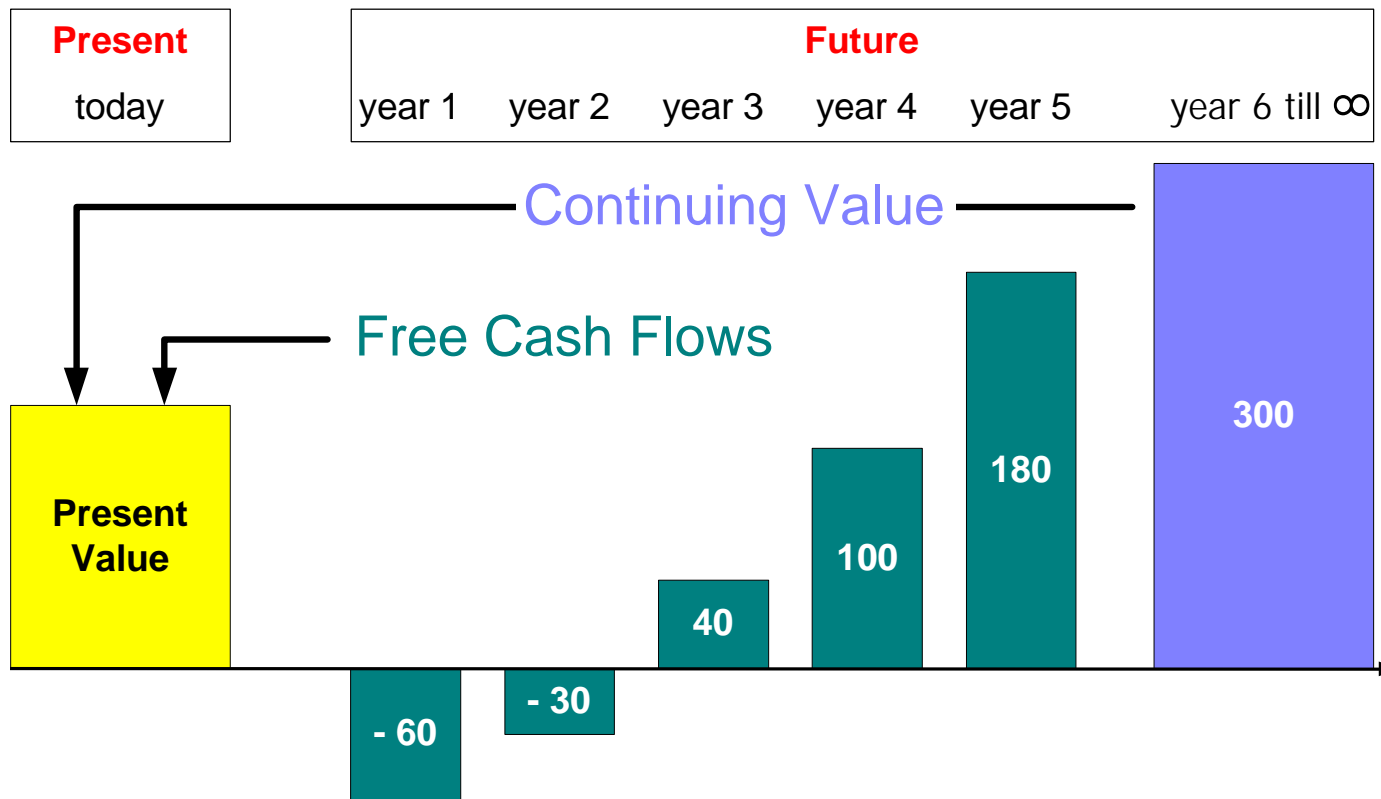 Present
Future
today
year 1
year 2
year 3
year 4
year 5
year 6 till ∞
Continuing Value
Free Cash Flows
Present
Value
- 60
- 30
40
100
180
300